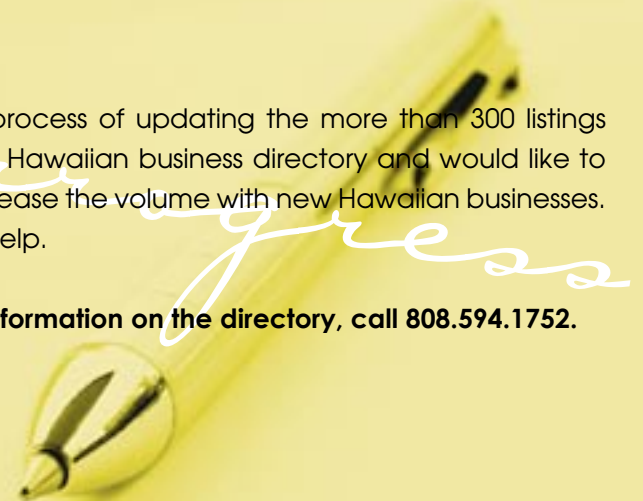 process of updating the more than 300 listings
Hawaiian business directory and would like to
ease the volume with new Hawaiian businesses.
elp.
rogress
formation on the directory, call 808.594.1752.